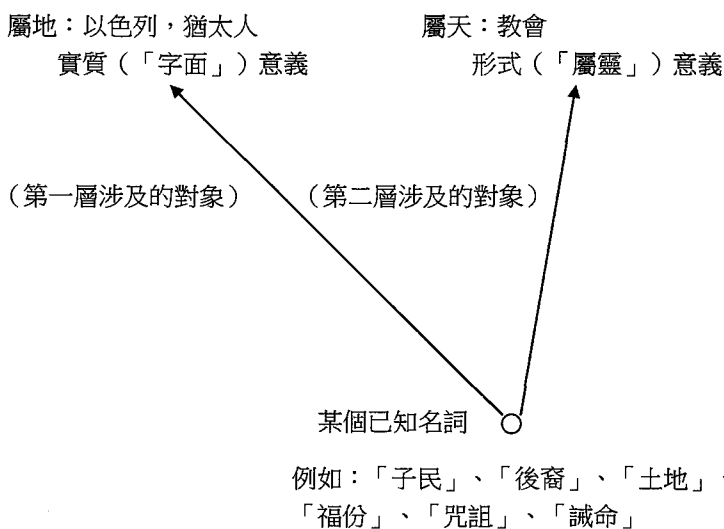 屬地：以色列，猶太人
屬天：教會
實質（「字面」）意義
形式（「屬靈」）意義
（第一層涉及的對象）
（第二層涉及的對象）
某個已知名詞
例如：「子民」、「後裔」、「土地」、
「福份」、「咒詛」、「誡命」